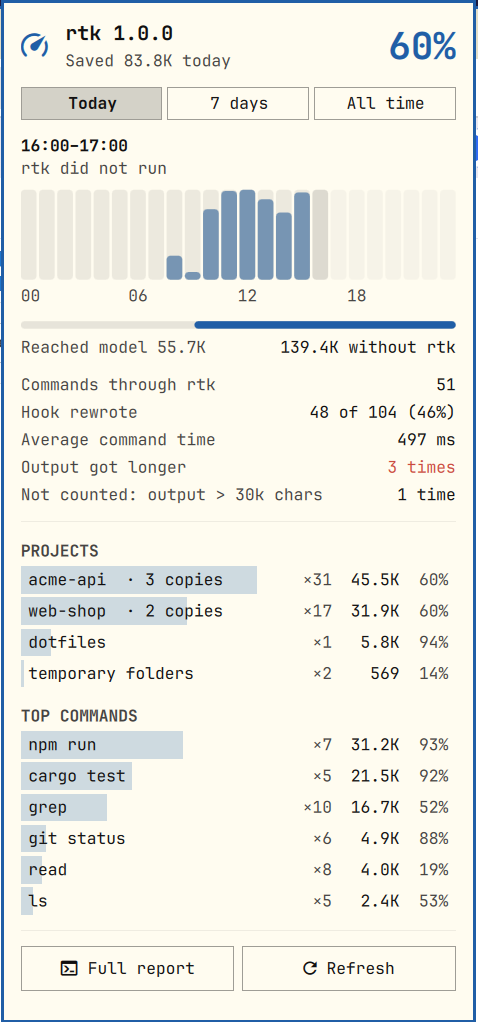 rtk 1.0.0
Saved 83.8K today
60%
Today 7 days All time
16:00–17:00
rtk did not run
00 06 12 18
Reached model 55.7K 139.4K without rtk
Commands through rtk 51
Hook rewrote 48 of 104 (46%)
Average command time 497 ms
Output got longer 3 times
Not counted: output > 30k chars 1 time
PROJECTS
acme-api · 3 copies ×31 45.5K 60%
web-shop · 2 copies ×17 31.9K 60%
dotfiles ×1 5.8K 94%
temporary folders ×2 569 14%
TOP COMMANDS
npm run ×7 31.2K 93%
cargo test ×5 21.5K 92%
grep ×10 16.7K 52%
git status ×6 4.9K 88%
read ×8 4.0K 19%
ls ×5 2.4K 53%
Full report Refresh